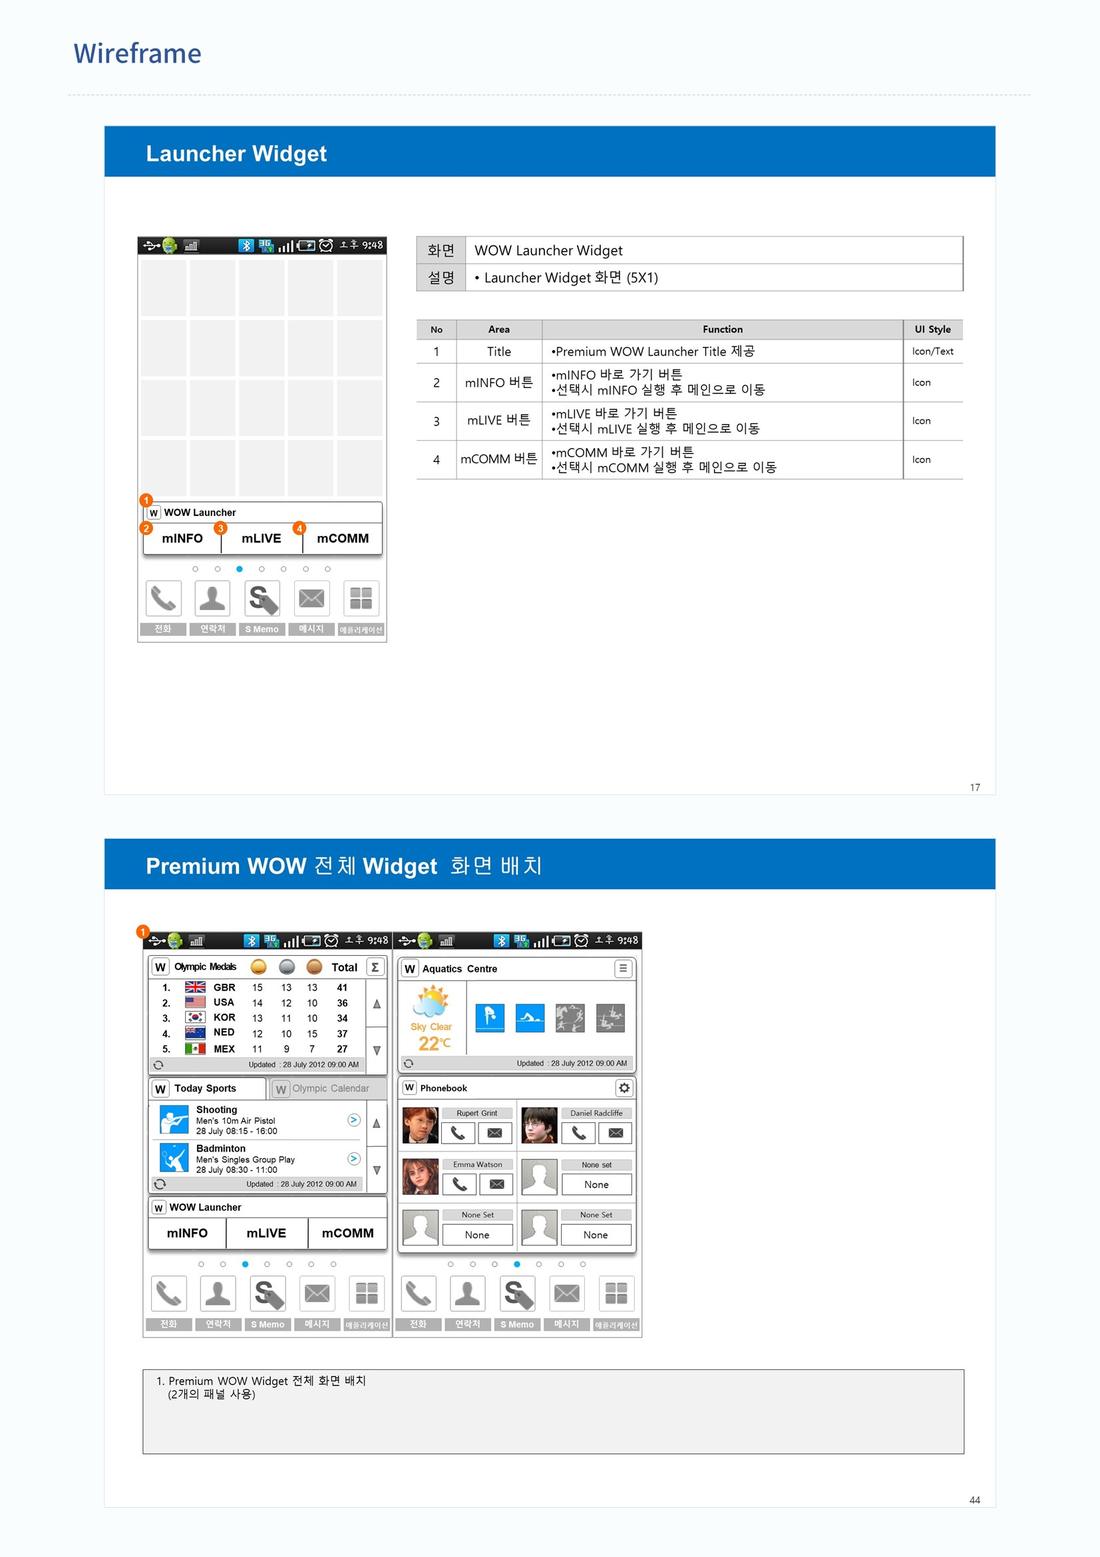 Wireframe
Launcher Widget
3G 오후 9:48
1
W WOW Launcher
2 3 4
mINFO mLIVE mCOMM
S
전화 연락처 S Memo 메시지 애플리케이션
화면 WOW Launcher Widget
설명 • Launcher Widget 화면 (5X1)
No Area Function UI Style
1 Title •Premium WOW Launcher Title 제공 Icon/Text
2 mINFO 버튼 •mINFO 바로 가기 버튼 Icon
•선택시 mINFO 실행 후 메인으로 이동
3 mLIVE 버튼 •mLIVE 바로 가기 버튼 Icon
•선택시 mLIVE 실행 후 메인으로 이동
4 mCOMM 버튼 •mCOMM 바로 가기 버튼 Icon
•선택시 mCOMM 실행 후 메인으로 이동
17
Premium WOW 전체 Widget 화면 배치
1
3G 오후 9:48
W Olympic Medals Total Σ
1. GBR 15 13 13 41
2. USA 14 12 10 36
3. KOR 13 11 10 34
4. NED 12 10 15 37
5. MEX 11 9 7 27
Updated : 28 July 2012 09:00 AM
W Today Sports W Olympic Calendar
Shooting
Men's 10m Air Pistol
28 July 08:15 - 16:00
Badminton
Men's Singles Group Play
28 July 08:30 - 11:00
Updated : 28 July 2012 09:00 AM
W WOW Launcher
mINFO mLIVE mCOMM
S
전화 연락처 S Memo 메시지 애플리케이션
3G 오후 9:48
W Aquatics Centre
Sky Clear
22℃
Updated : 28 July 2012 09:00 AM
W Phonebook
Rupert Grint Daniel Radcliffe
Emma Watson None set
None
None Set None Set
None None
S
전화 연락처 S Memo 메시지 애플리케이션
1. Premium WOW Widget 전체 화면 배치
(2개의 패널 사용)
44